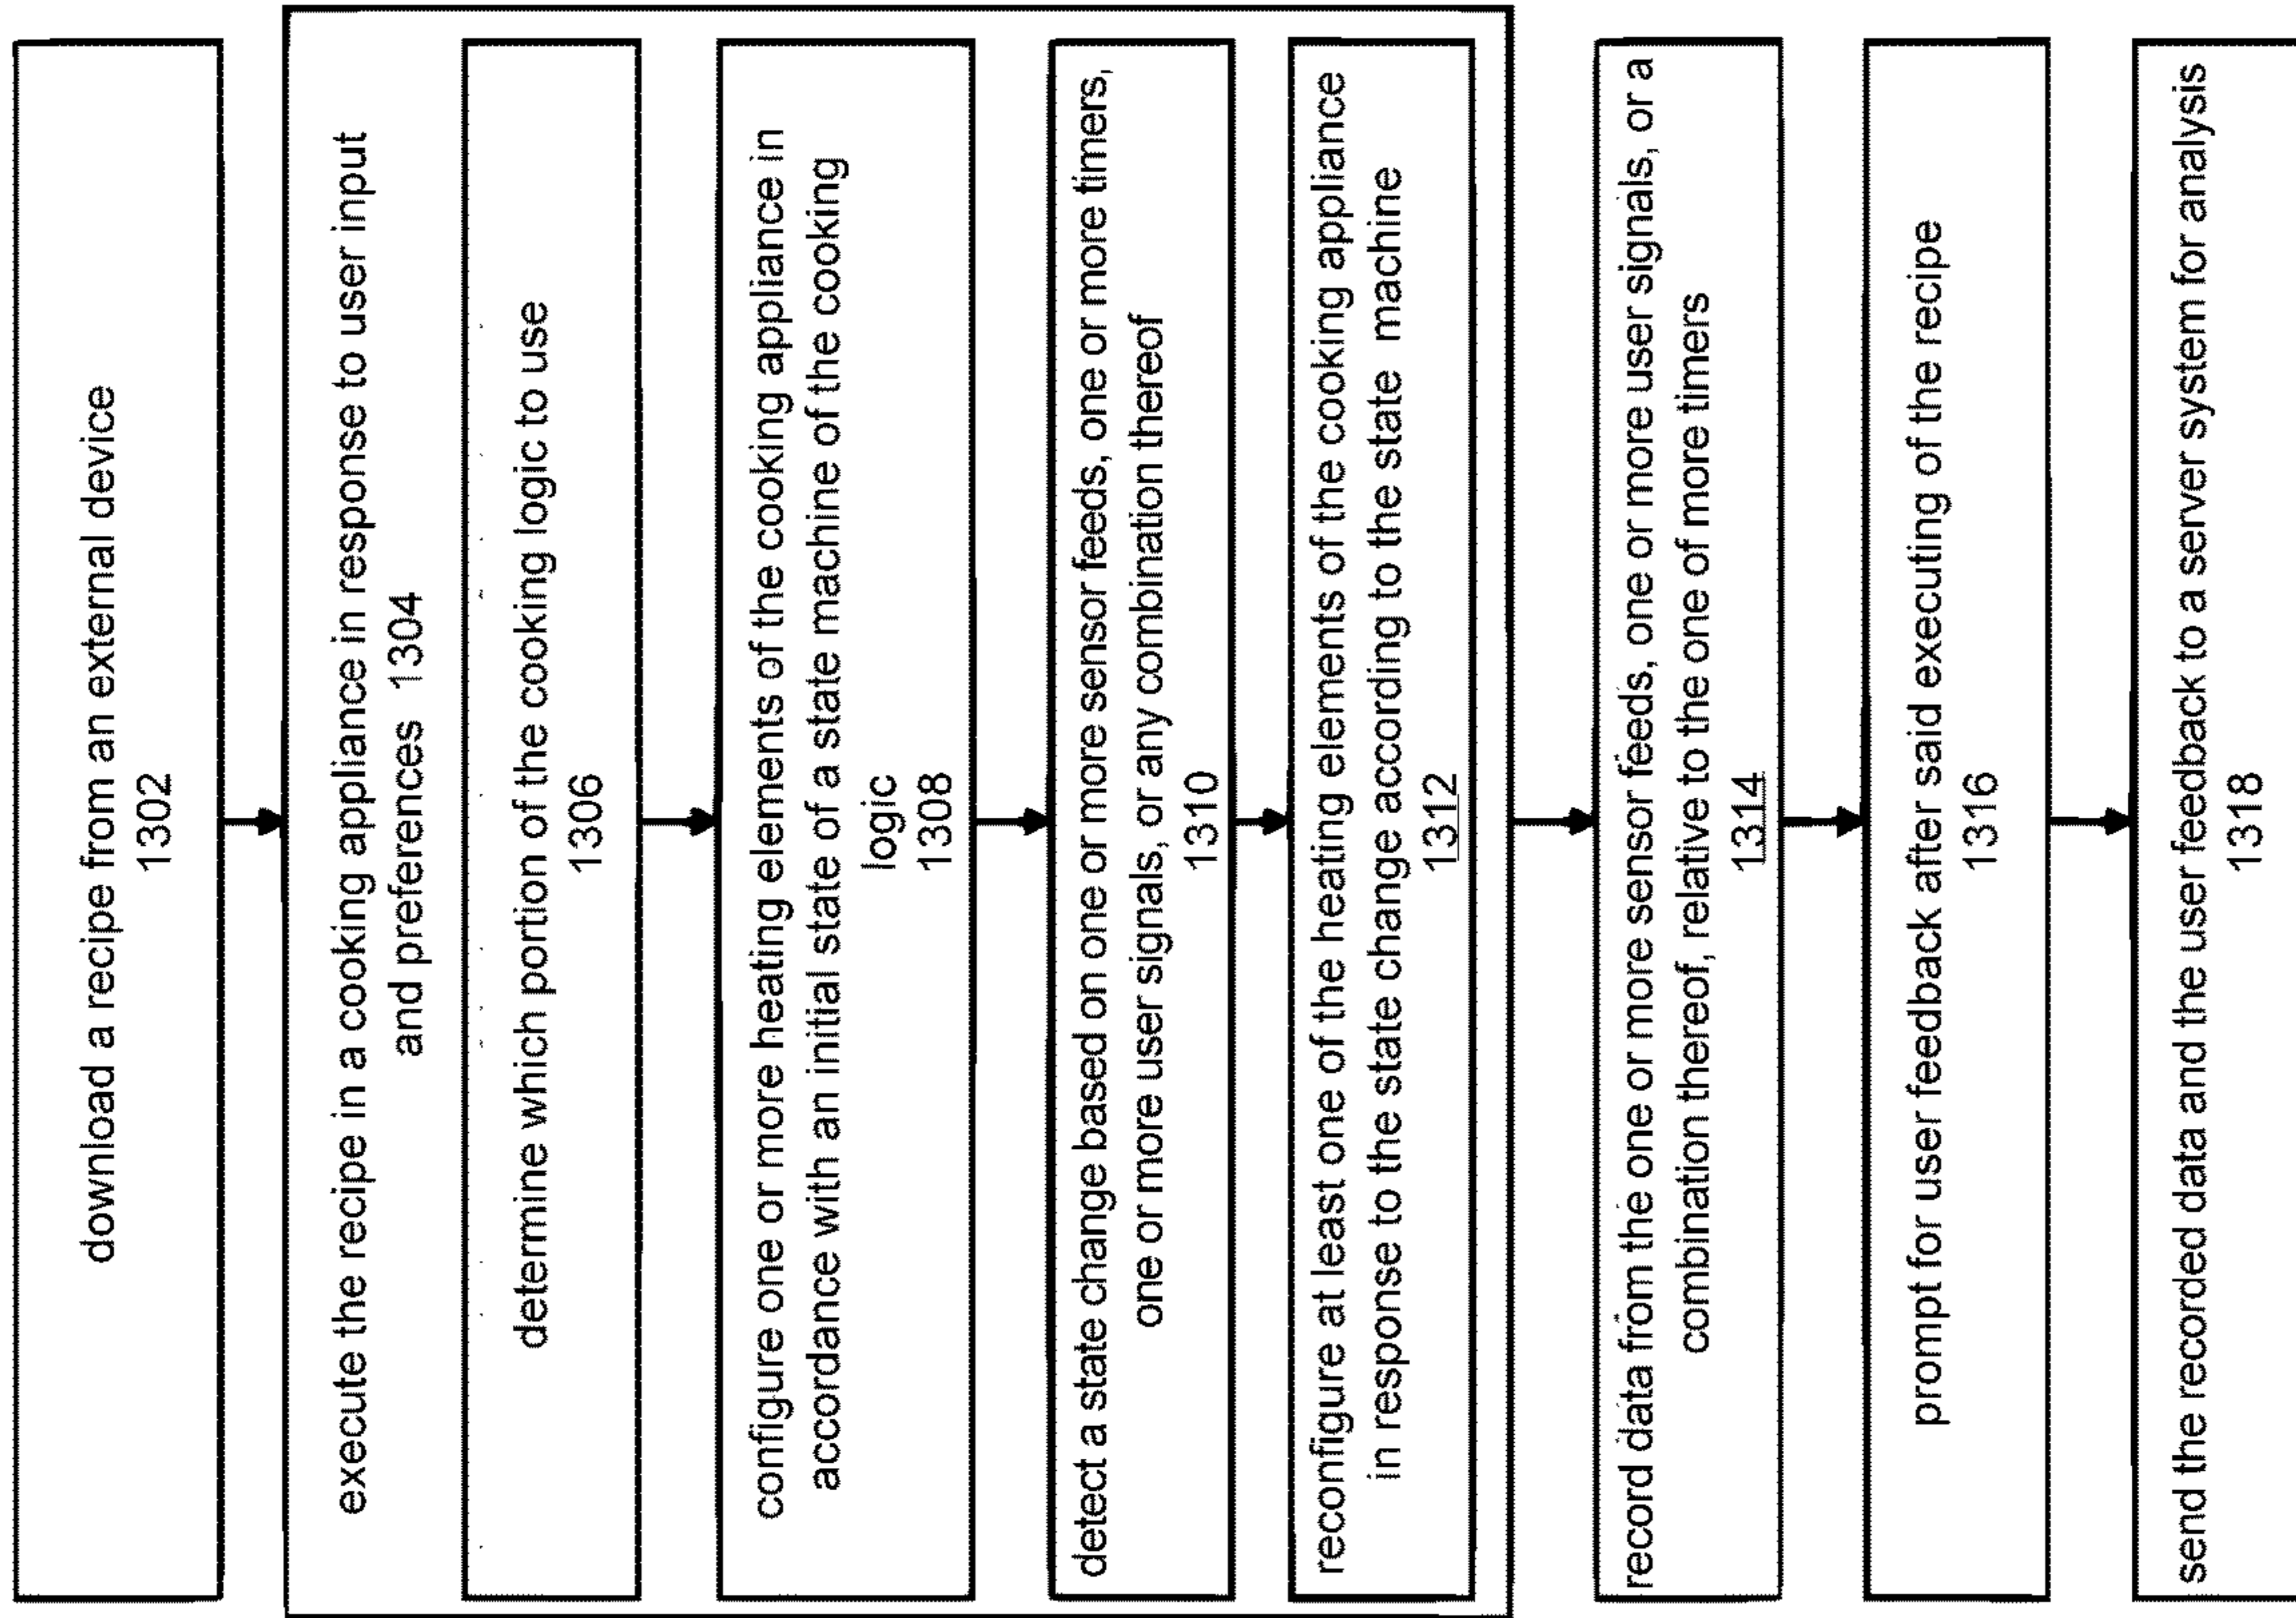 download a recipe from an external device
1302
execute the recipe in a cooking appliance in response to user input
and preferences 1304
determine which portion of the cooking logic to use
1306
configure one or more heating elements of the cooking appliance in
accordance with an initial state of a state machine of the cooking
logic
1308
detect a state change based on one or more sensor feeds, one or more timers,
one or more user signals, or any combination thereof
1310
reconfigure at least one of the heating elements of the cooking appliance
in response to the state change according to the state machine
1312
record data from the one or more sensor feeds, one or more user signals, or a
combination thereof, relative to the one of more timers
1314
prompt for user feedback after said executing of the recipe
1316
send the recorded data and the user feedback to a server system for analysis
1318